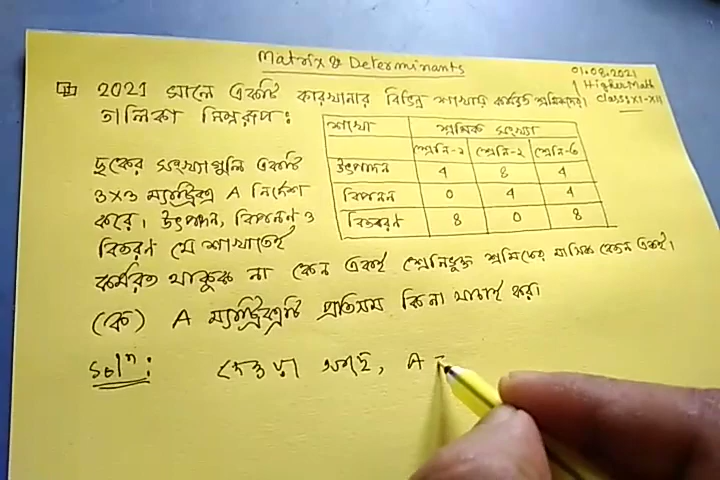 Matrix & Determinants
01.08.2021
Higher Math
Class: XI-XII
2021 সালে একটি কারখানার বিভিন্ন শাখায় কর্মরত শ্রমিকদের
তালিকা নিম্নরূপ:
শাখা শ্রমিক সংখ্যা
শ্রেনি-১ শ্রেনি-২ শ্রেনি-৩
উৎপাদন 4 8 4
বিপনন 0 4 4
বিতরণ 8 0 8
ছকের সংখ্যাগুলি একটি
3×3 ম্যাট্রিক্স A নির্দেশ
করে। উৎপাদন, বিপনন ও
বিতরণ যে শাখাতেই
কর্মরত থাকুক না কেন একই শ্রেনিভুক্ত শ্রমিকের মাসিক বেতন একই।
(ক) A ম্যাট্রিক্সটি প্রতিসম কিনা যাচাই কর।
Solⁿ: দেওয়া আছে, A =